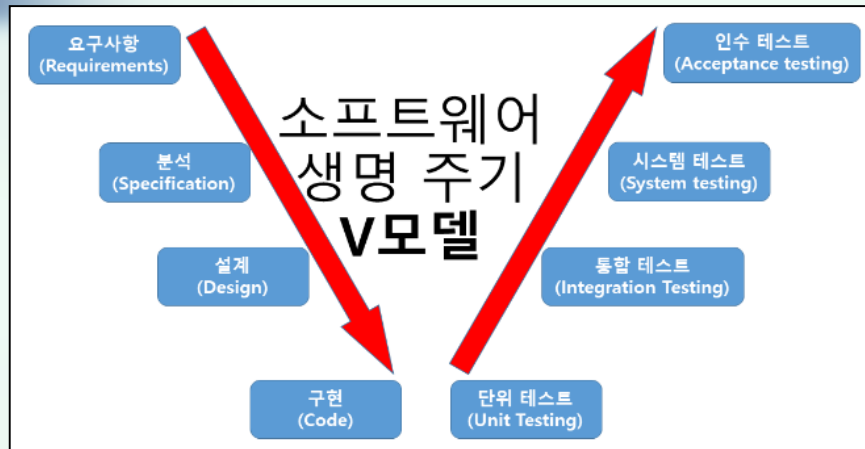 요구사항
(Requirements)
분석
(Specification)
설계
(Design)
구현
(Code)
소프트웨어
생명 주기
V모델
인수 테스트
(Acceptance testing)
시스템 테스트
(System testing)
통합 테스트
(Integration Testing)
단위 테스트
(Unit Testing)